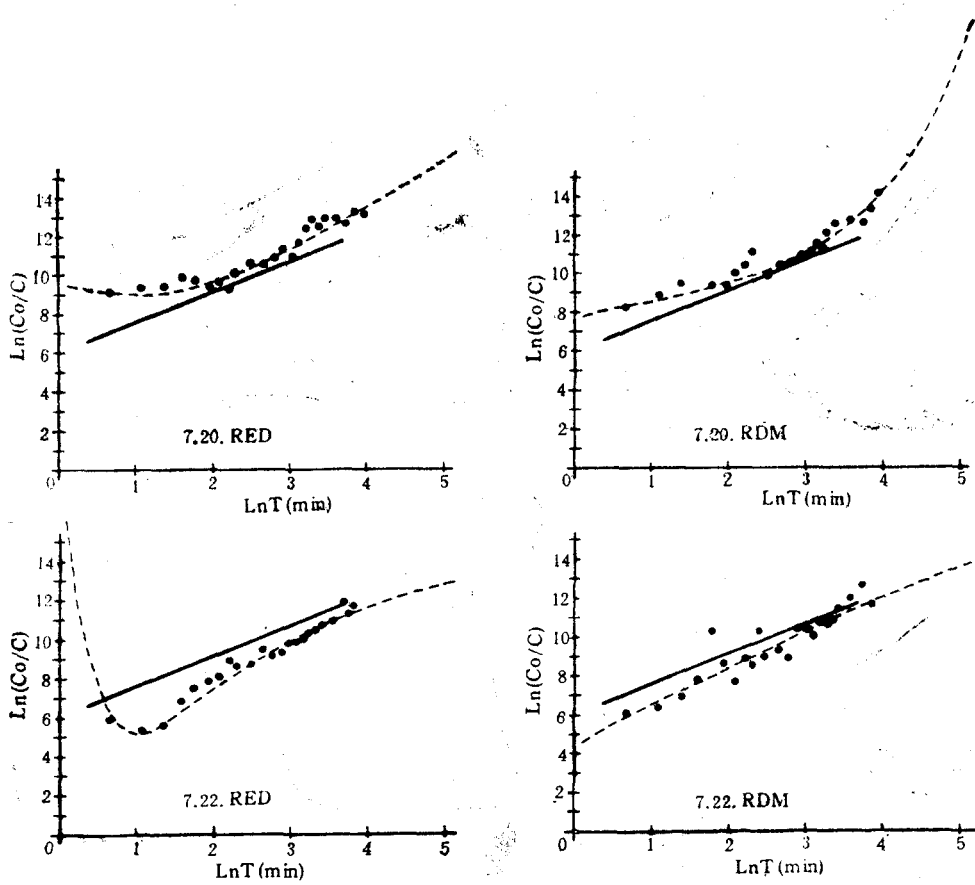 Ln(Co/C)
14
12
10
8
6
4
2
0 1 2 3 4 5
LnT(min)
7.20. RED
Ln(Co/C)
14
12
10
8
6
4
2
0 1 2 3 4 5
LnT(min)
7.20. RDM
Ln(Co/C)
14
12
10
8
6
4
2
0 1 2 3 4 5
LnT(min)
7.22. RED
Ln(Co/C)
14
12
10
8
6
4
2
0 1 2 3 4 5
LnT(min)
7.22. RDM